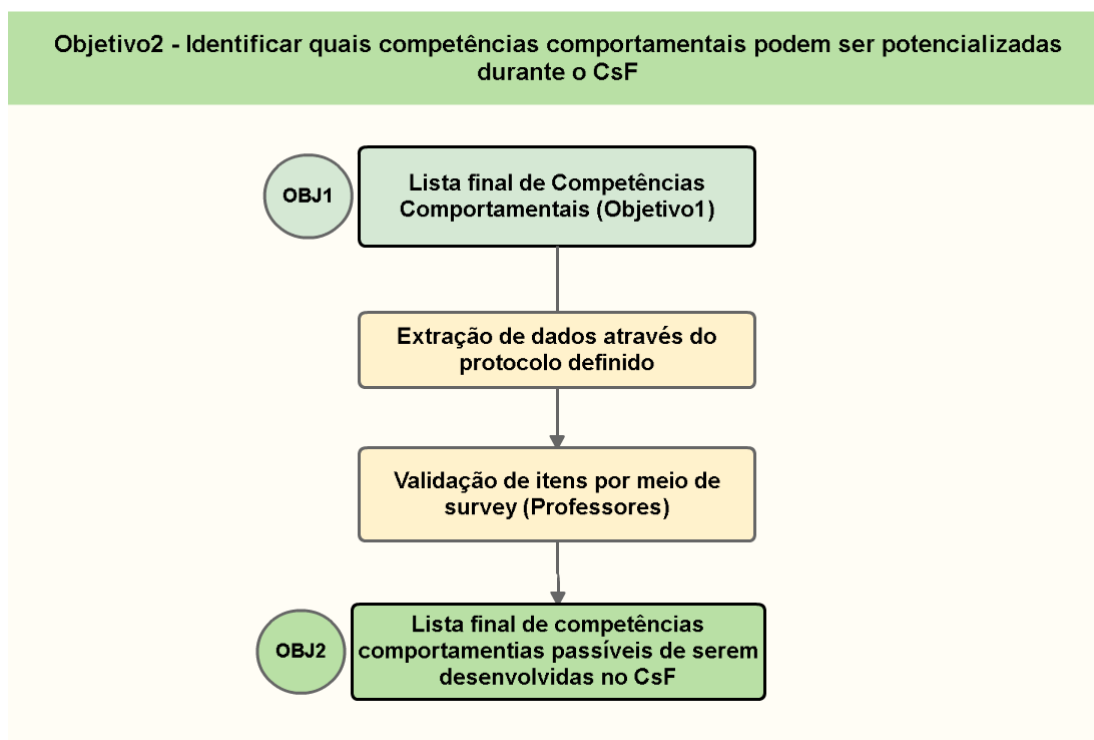 Objetivo2 - Identificar quais competências comportamentais podem ser potencializadas
durante o CsF
OBJ1
Lista final de Competências
Comportamentais (Objetivo1)
Extração de dados através do
protocolo definido
Validação de itens por meio de
survey (Professores)
OBJ2
Lista final de competências
comportamentias passíveis de serem
desenvolvidas no CsF